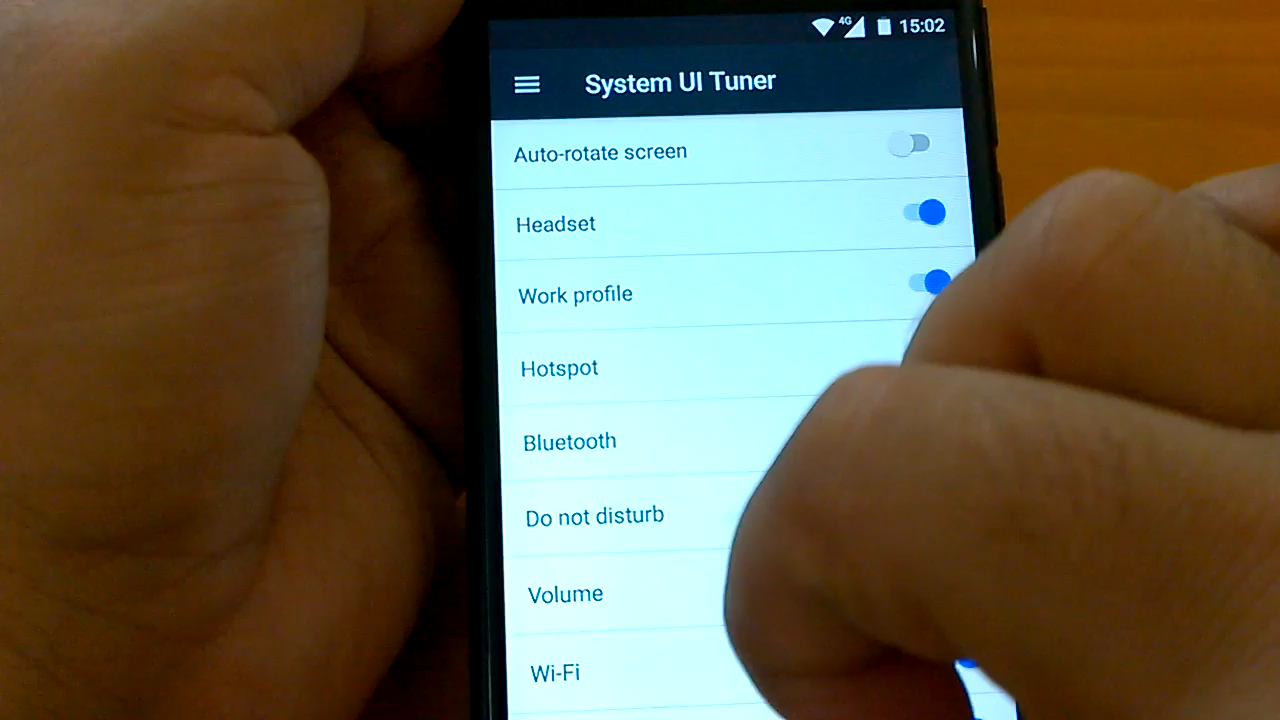 4G 15:02
System UI Tuner
Auto-rotate screen
Headset
Work profile
Hotspot
Bluetooth
Do not disturb
Volume
Wi-Fi